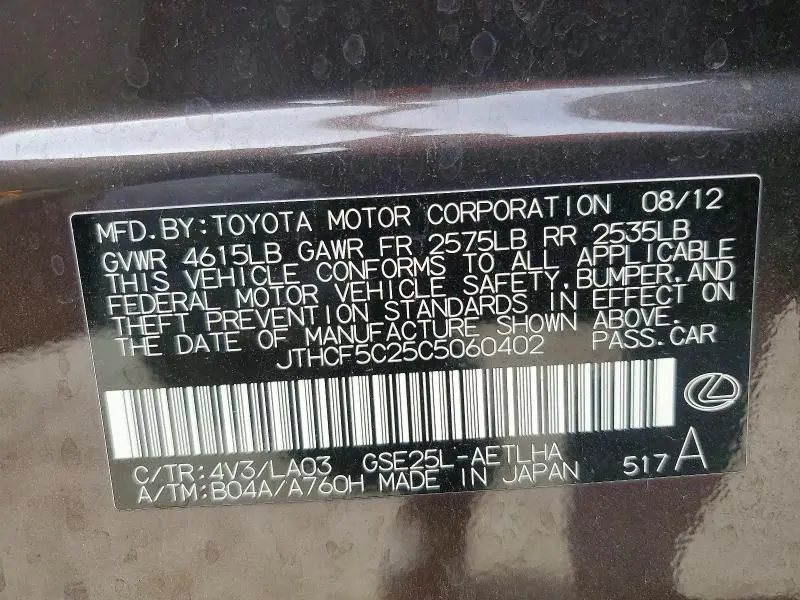 MFD.BY:TOYOTA MOTOR CORPORATION 08/12
GVWR 4615LB GAWR FR 2575LB RR 2535LB
THIS VEHICLE CONFORMS TO ALL APPLICABLE
FEDERAL MOTOR VEHICLE SAFETY,BUMPER,AND
THEFT PREVENTION STANDARDS IN EFFECT ON
THE DATE OF MANUFACTURE SHOWN ABOVE.
JTHCF5C25C5060402 PASS.CAR
C/TR:4V3/LA03 GSE25L-AETLHA 517A
A/TM:B04A/A760H MADE IN JAPAN